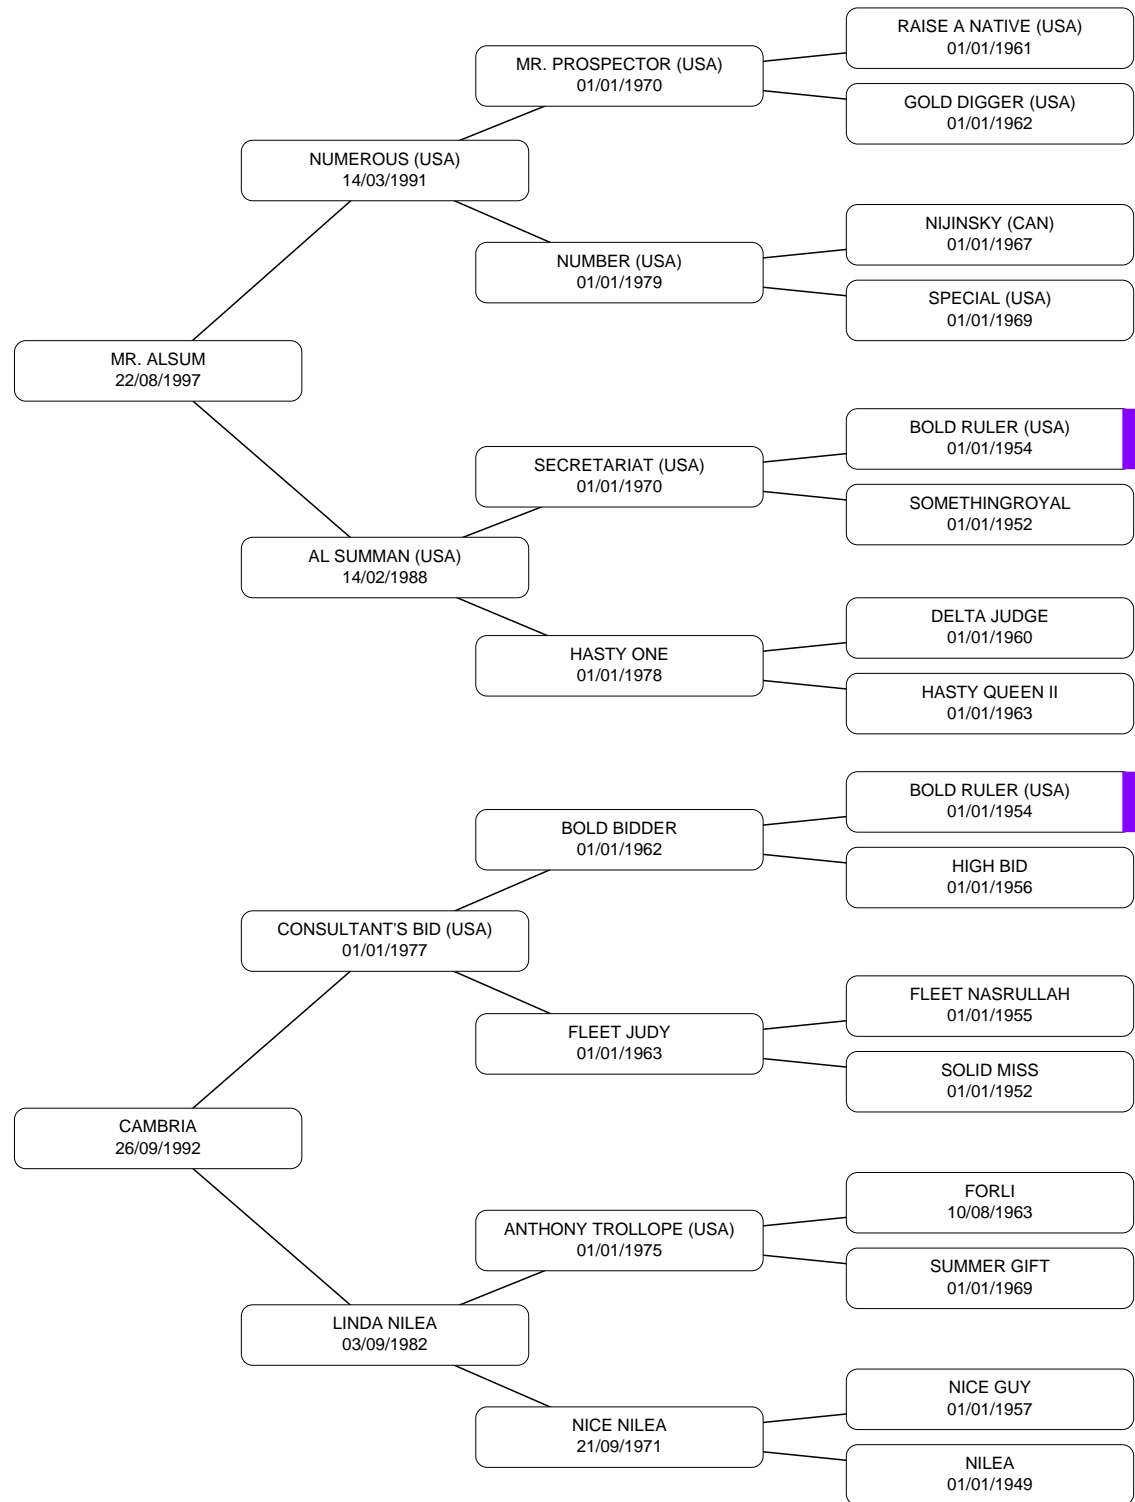 RAISE A NATIVE (USA)
01/01/1961
MR. PROSPECTOR (USA)
01/01/1970
GOLD DIGGER (USA)
01/01/1962
NUMEROUS (USA)
14/03/1991
NIJINSKY (CAN)
01/01/1967
NUMBER (USA)
01/01/1979
SPECIAL (USA)
01/01/1969
MR. ALSUM
22/08/1997
BOLD RULER (USA)
01/01/1954
SECRETARIAT (USA)
01/01/1970
SOMETHINGROYAL
01/01/1952
AL SUMMAN (USA)
14/02/1988
DELTA JUDGE
01/01/1960
HASTY ONE
01/01/1978
HASTY QUEEN II
01/01/1963
BOLD RULER (USA)
01/01/1954
BOLD BIDDER
01/01/1962
HIGH BID
01/01/1956
CONSULTANT'S BID (USA)
01/01/1977
FLEET NASRULLAH
01/01/1955
FLEET JUDY
01/01/1963
SOLID MISS
01/01/1952
CAMBRIA
26/09/1992
FORLI
10/08/1963
ANTHONY TROLLOPE (USA)
01/01/1975
SUMMER GIFT
01/01/1969
LINDA NILEA
03/09/1982
NICE GUY
01/01/1957
NICE NILEA
21/09/1971
NILEA
01/01/1949